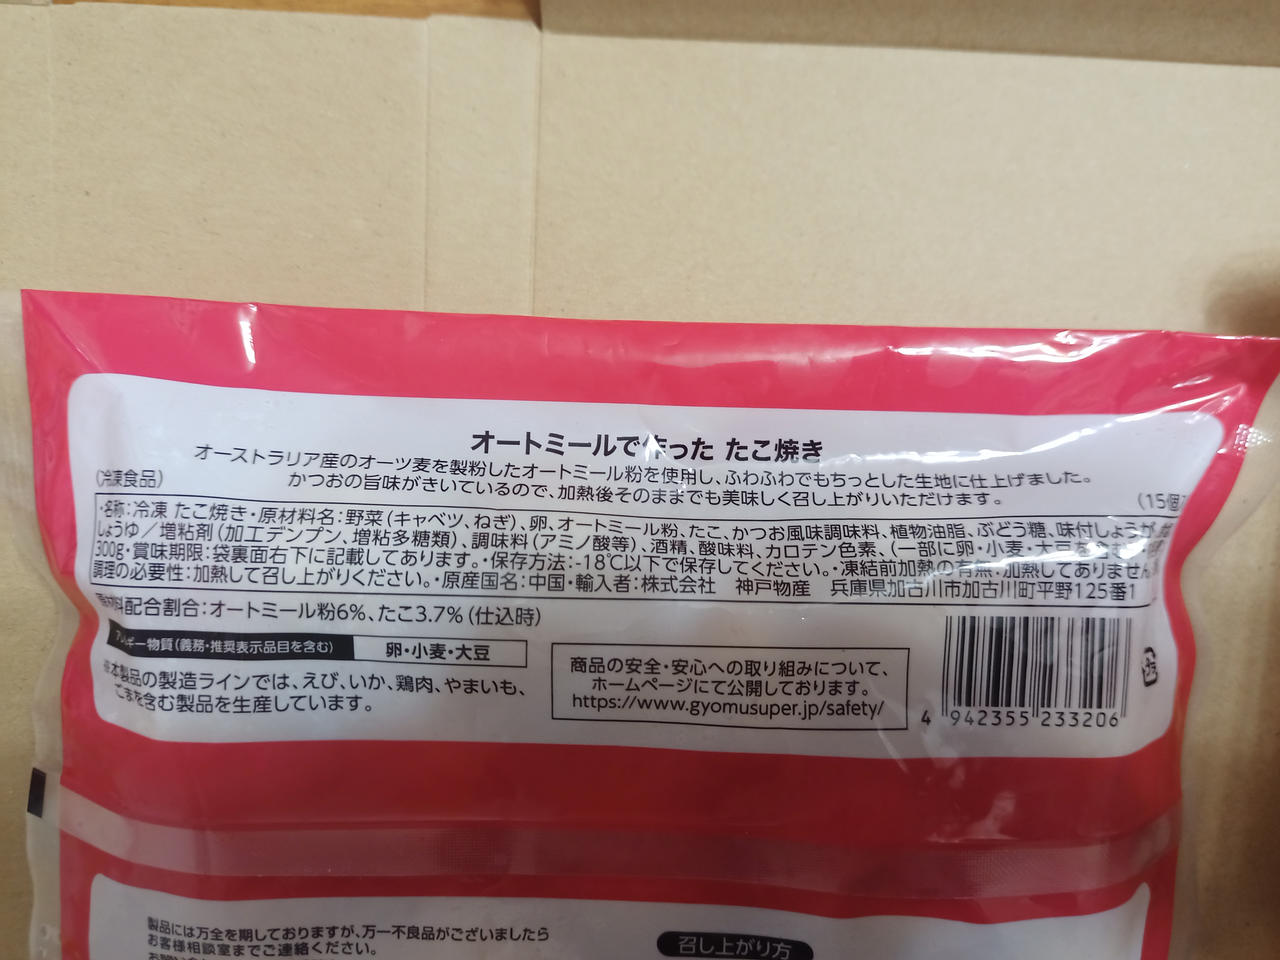 オートミールで作った たこ焼き
オーストラリア産のオーツ麦を製粉したオートミール粉を使用し、ふわふわでもちっとした生地に仕上げました。
かつおの旨味がきいているので、加熱後そのままでも美味しく召し上がりいただけます。
(冷凍食品)
(15個
・名称:冷凍 たこ焼き・原材料名:野菜(キャベツ、ねぎ)、卵、オートミール粉、たこ、かつお風味調味料、植物油脂、ぶどう糖、味付しょうが、
しょうゆ/増粘剤(加工デンプン、増粘多糖類)、調味料(アミノ酸等)、酒精、酸味料、カロテン色素、(一部に卵・小麦・大豆を含む)
300g・賞味期限:袋裏面右下に記載してあります。・保存方法:-18℃以下で保存してください。・凍結前加熱の有無:加熱してありません
調理の必要性:加熱して召し上がりください。・原産国名:中国・輸入者:株式会社 神戸物産 兵庫県加古川市加古川町平野125番1
原材料配合割合:オートミール粉6%、たこ3.7%(仕込時)
アレルギー物質(義務・推奨表示品目を含む) 卵・小麦・大豆
※本製品の製造ラインでは、えび、いか、鶏肉、やまいも、
ごまを含む製品を生産しています。
商品の安全・安心への取り組みについて、
ホームページにて公開しております。
https://www.gyomusuper.jp/safety/
4 942355 233206
製品には万全を期しておりますが、万一不良品がございましたら
お客様相談室までご連絡ください。
召し上がり方